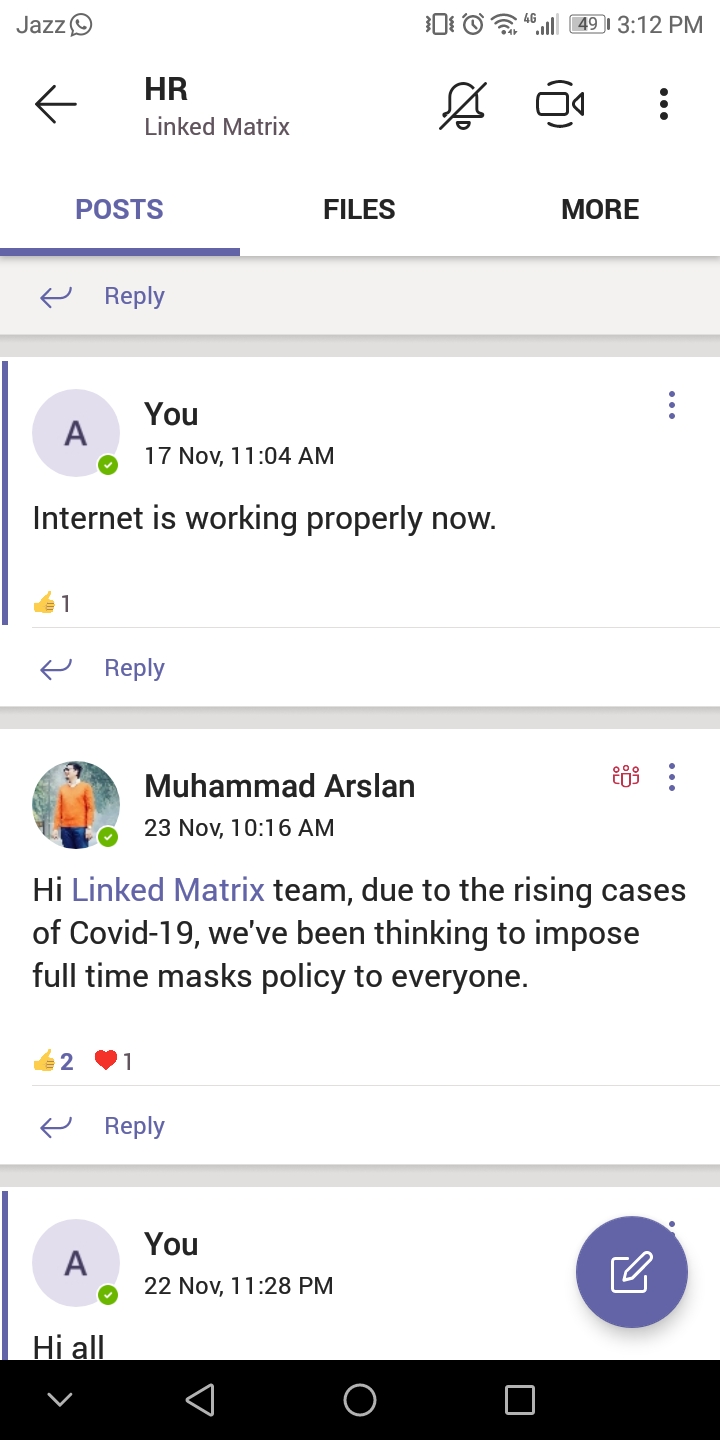 Jazz
4G
49
3:12 PM
HR
Linked Matrix
POSTS
FILES
MORE
Reply
A
You
17 Nov, 11:04 AM
Internet is working properly now.
1
Reply
Muhammad Arslan
23 Nov, 10:16 AM
Hi Linked Matrix team, due to the rising cases
of Covid-19, we've been thinking to impose
full time masks policy to everyone.
2 1
Reply
A
You
22 Nov, 11:28 PM
Hi all